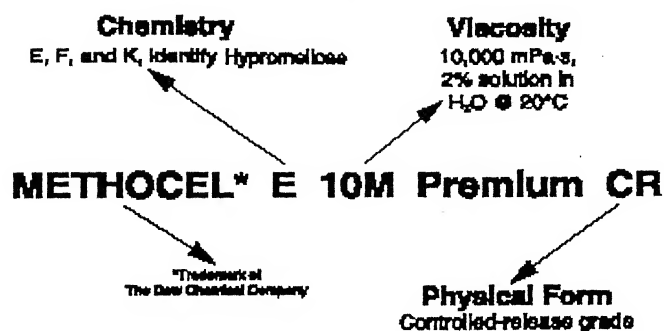 Chemistry
E, F, and K, Identify Hypromellose
Viscosity
10,000 mPa·s,
2% solution in
H₂O @ 20°C
METHOCEL* E 10M Premium CR
*Trademark of
The Dow Chemical Company
Physical Form
Controlled-release grade